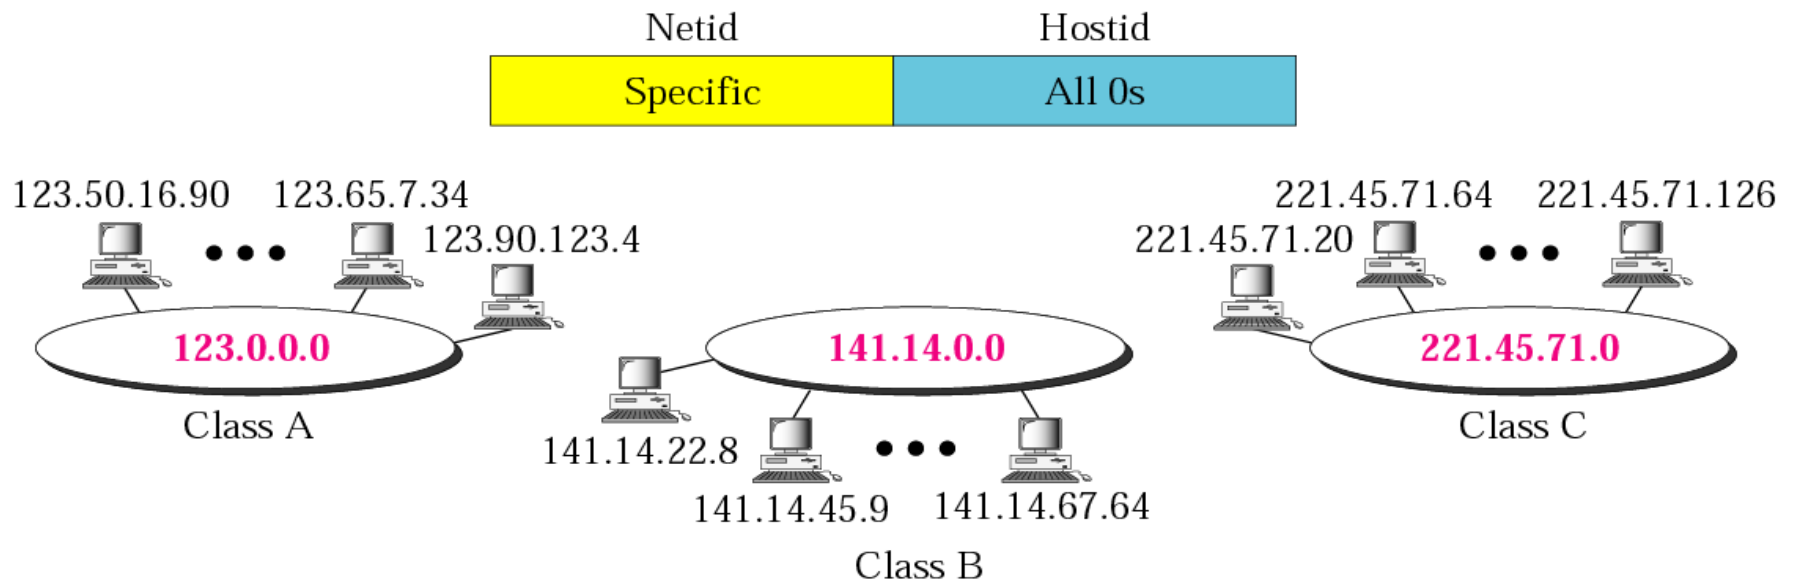 Netid Hostid
Specific All 0s
123.50.16.90 123.65.7.34
123.90.123.4
123.0.0.0
Class A
141.14.0.0
141.14.22.8
141.14.45.9 141.14.67.64
Class B
221.45.71.64 221.45.71.126
221.45.71.20
221.45.71.0
Class C